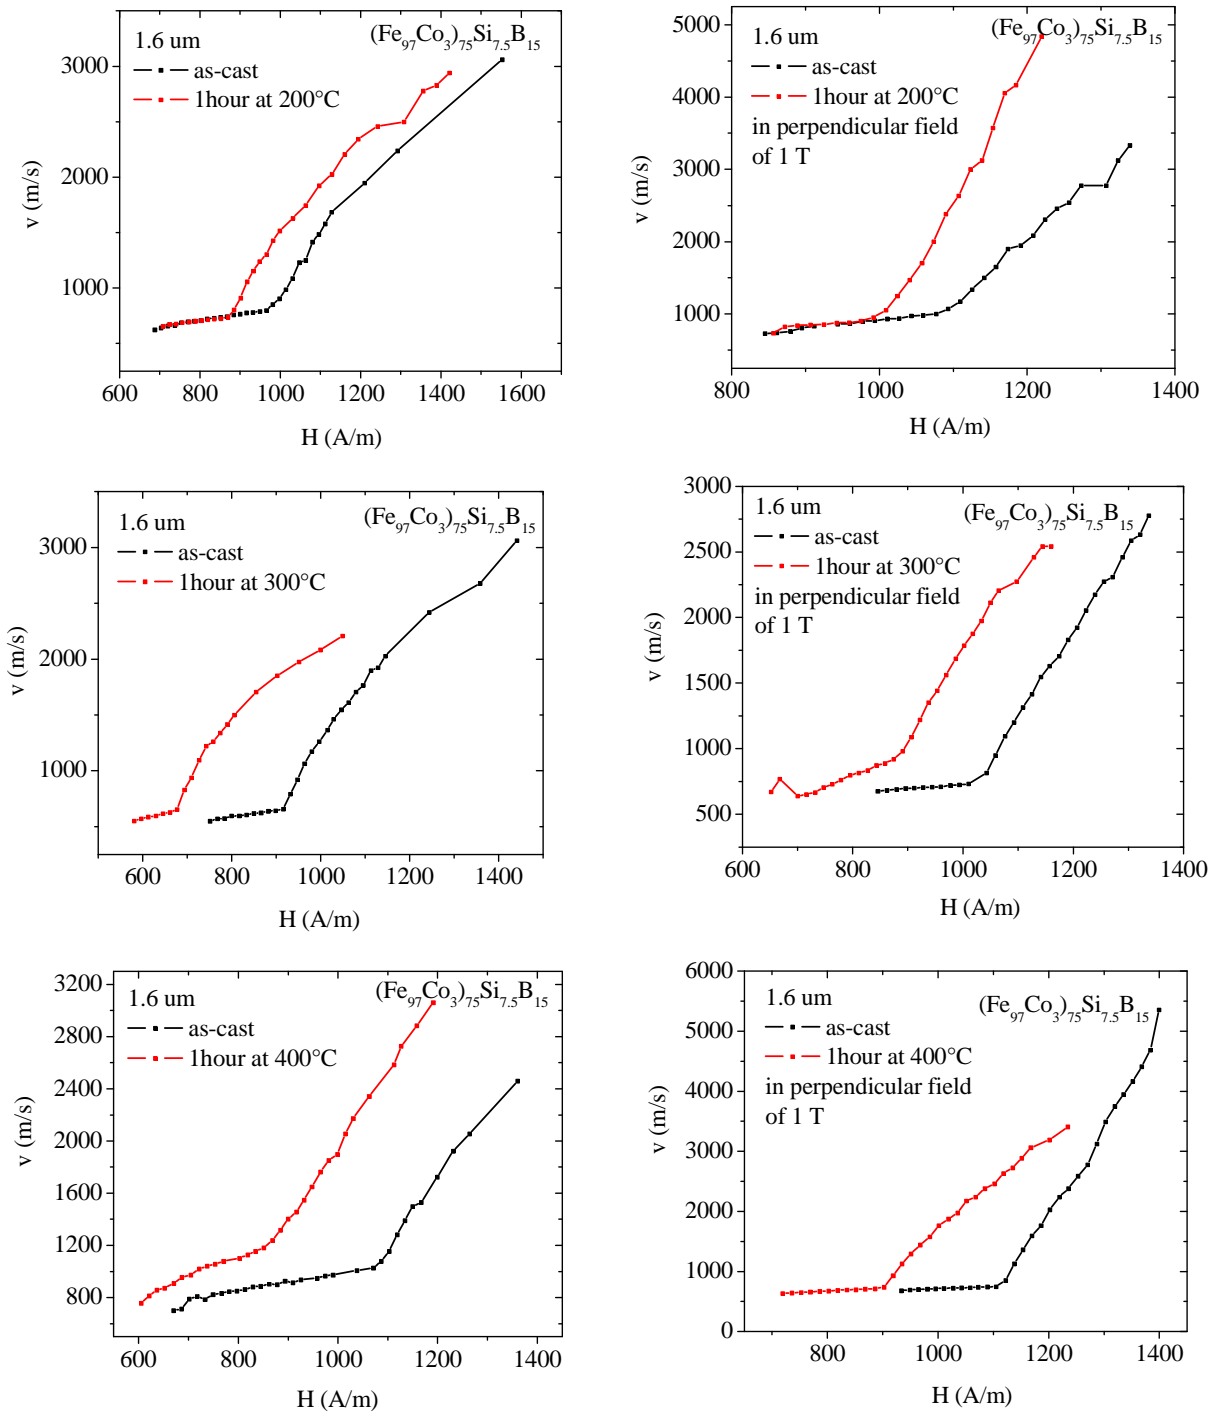 1.6 um
(Fe97Co3)75Si7.5B15
as-cast
1hour at 200°C
3000
2000
1000
600
800
1000
1200
1400
1600
v (m/s)
H (A/m)
1.6 um
(Fe97Co3)75Si7.5B15
as-cast
1hour at 200°C
in perpendicular field
of 1 T
5000
4000
3000
2000
1000
800
1000
1200
1400
v (m/s)
H (A/m)
1.6 um
(Fe97Co3)75Si7.5B15
as-cast
1hour at 300°C
3000
2000
1000
600
800
1000
1200
1400
v (m/s)
H (A/m)
1.6 um
(Fe97Co3)75Si7.5B15
as-cast
1hour at 300°C
in perpendicular field
of 1 T
3000
2500
2000
1500
1000
500
600
800
1000
1200
1400
v (m/s)
H (A/m)
1.6 um
(Fe97Co3)75Si7.5B15
as-cast
1hour at 400°C
3200
2800
2400
2000
1600
1200
800
600
800
1000
1200
1400
v (m/s)
H (A/m)
1.6 um
(Fe97Co3)75Si7.5B15
as-cast
1hour at 400°C
in perpendicular field
of 1 T
6000
5000
4000
3000
2000
1000
0
800
1000
1200
1400
v (m/s)
H (A/m)